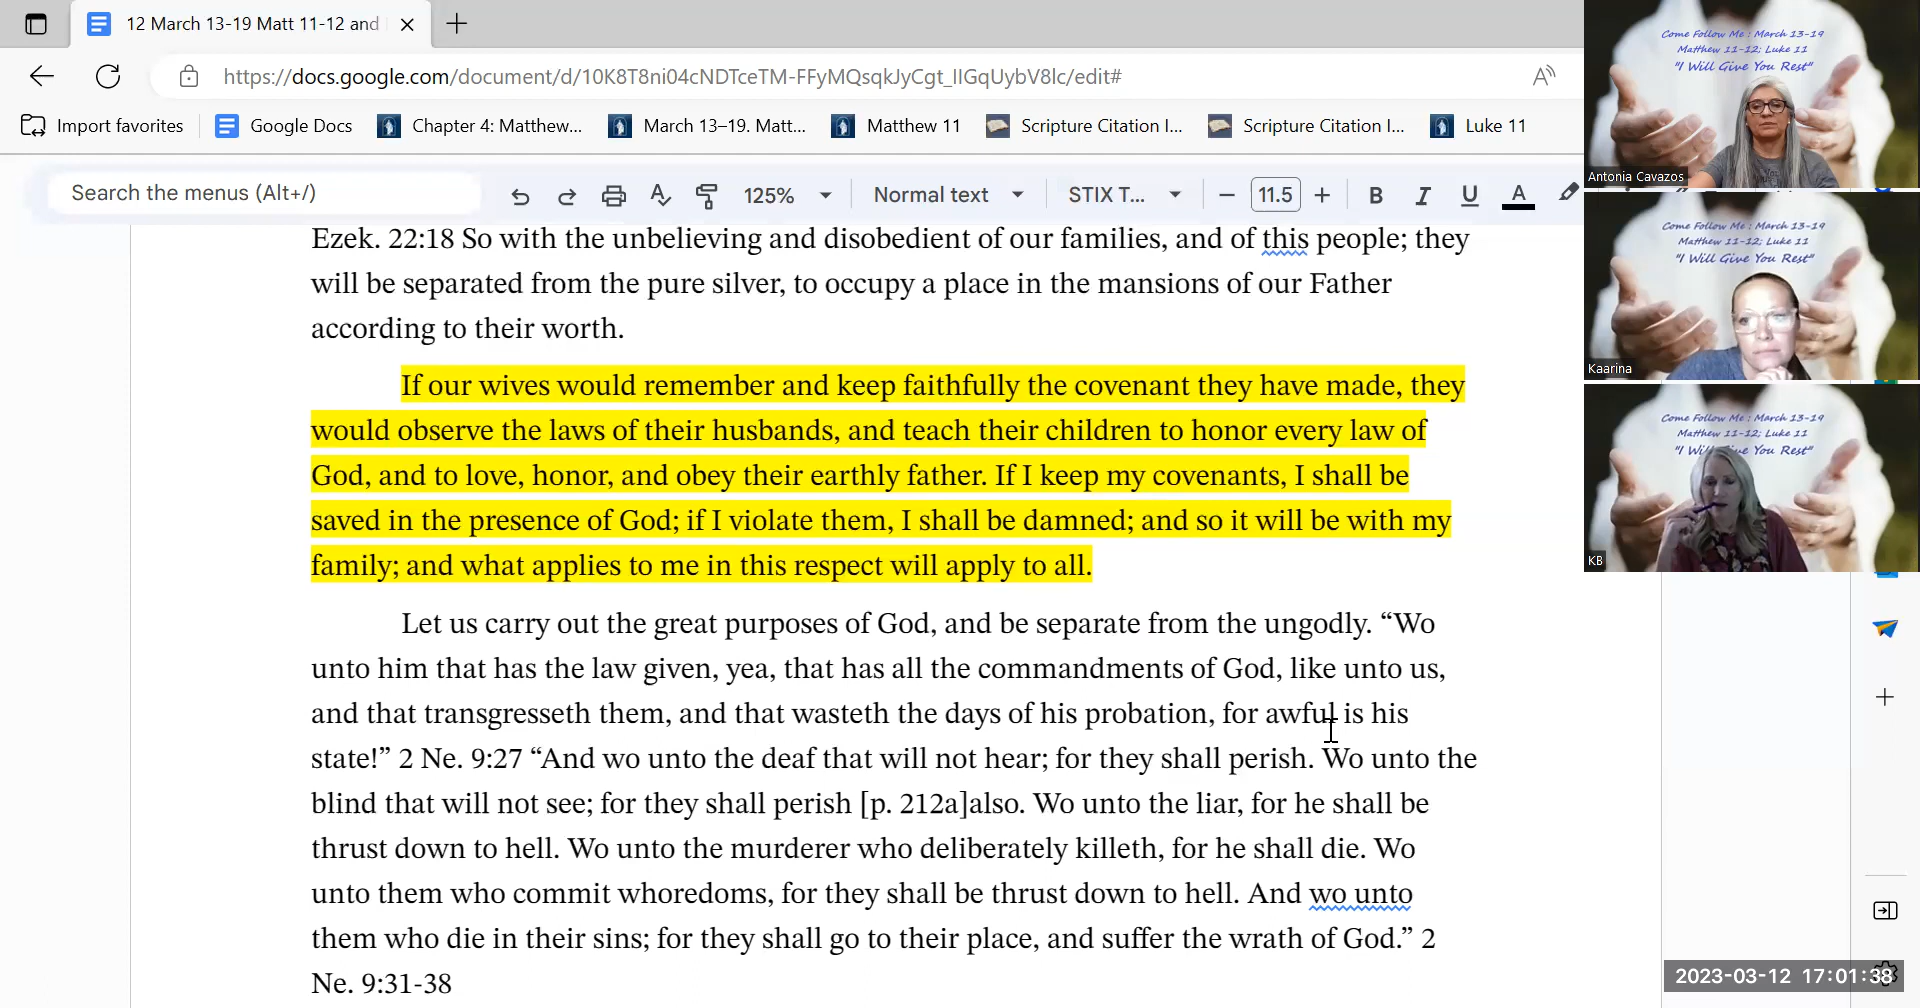 12 March 13-19 Matt 11-12 and
https://docs.google.com/document/d/10K8T8ni04cNDTceTM-FFyMQsqkJyCgt_IIGqUybV8lc/edit#
Import favorites
Google Docs
Chapter 4: Matthew...
March 13–19. Matt...
Matthew 11
Scripture Citation I...
Scripture Citation I...
Luke 11
Search the menus (Alt+/)
125%
Normal text
STIX T...
11.5
B I U A
Ezek. 22:18 So with the unbelieving and disobedient of our families, and of this people; they
will be separated from the pure silver, to occupy a place in the mansions of our Father
according to their worth.
If our wives would remember and keep faithfully the covenant they have made, they
would observe the laws of their husbands, and teach their children to honor every law of
God, and to love, honor, and obey their earthly father. If I keep my covenants, I shall be
saved in the presence of God; if I violate them, I shall be damned; and so it will be with my
family; and what applies to me in this respect will apply to all.
Let us carry out the great purposes of God, and be separate from the ungodly. “Wo
unto him that has the law given, yea, that has all the commandments of God, like unto us,
and that transgresseth them, and that wasteth the days of his probation, for awful is his
state!” 2 Ne. 9:27 “And wo unto the deaf that will not hear; for they shall perish. Wo unto the
blind that will not see; for they shall perish [p. 212a]also. Wo unto the liar, for he shall be
thrust down to hell. Wo unto the murderer who deliberately killeth, for he shall die. Wo
unto them who commit whoredoms, for they shall be thrust down to hell. And wo unto
them who die in their sins; for they shall go to their place, and suffer the wrath of God.” 2
Ne. 9:31-38
Come Follow Me : March 13-19
Matthew 11-12; Luke 11
"I Will Give You Rest"
Antonia Cavazos
Come Follow Me : March 13-19
Matthew 11-12; Luke 11
"I Will Give You Rest"
Kaarina
Come Follow Me : March 13-19
Matthew 11-12; Luke 11
"I Give You Rest"
KB
2023-03-12 17:01:38